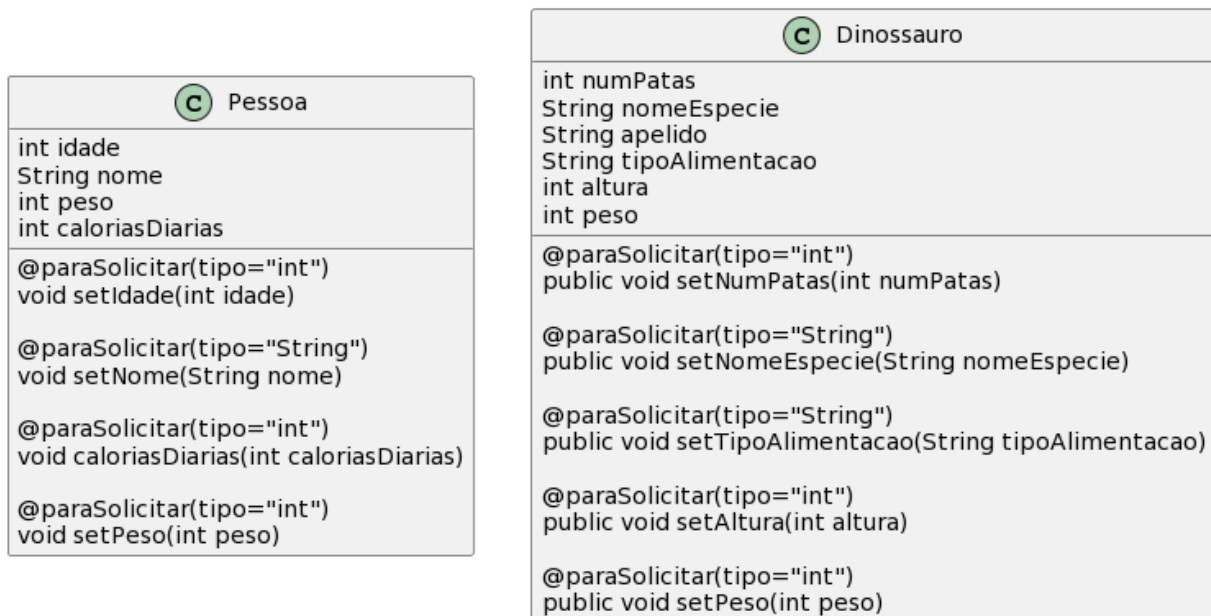 C Pessoa
int idade
String nome
int peso
int caloriasDiarias
@paraSolicitar(tipo="int")
void setIdade(int idade)
@paraSolicitar(tipo="String")
void setNome(String nome)
@paraSolicitar(tipo="int")
void caloriasDiarias(int caloriasDiarias)
@paraSolicitar(tipo="int")
void setPeso(int peso)
C Dinossauro
int numPatas
String nomeEspecie
String apelido
String tipoAlimentacao
int altura
int peso
@paraSolicitar(tipo="int")
public void setNumPatas(int numPatas)
@paraSolicitar(tipo="String")
public void setNomeEspecie(String nomeEspecie)
@paraSolicitar(tipo="String")
public void setTipoAlimentacao(String tipoAlimentacao)
@paraSolicitar(tipo="int")
public void setAltura(int altura)
@paraSolicitar(tipo="int")
public void setPeso(int peso)